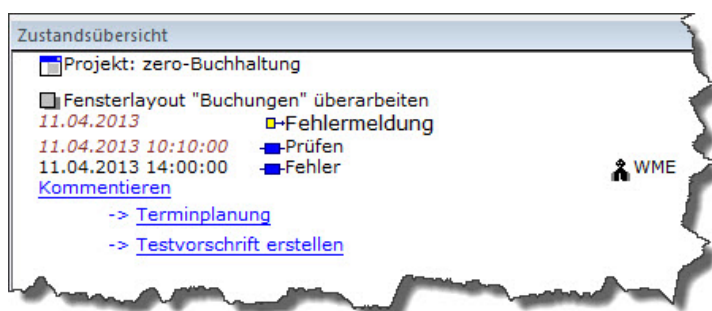 Zustandsübersicht
Projekt: zero-Buchhaltung
Fensterlayout "Buchungen" überarbeiten
11.04.2013 Fehlermeldung
11.04.2013 10:10:00 Prüfen
11.04.2013 14:00:00 Fehler WME
Kommentieren
-> Terminplanung
-> Testvorschrift erstellen